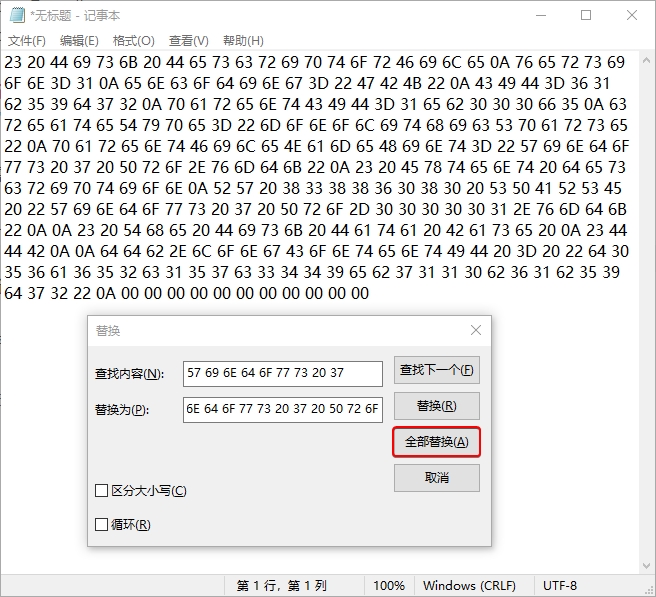 *无标题 - 记事本
文件(F) 编辑(E) 格式(O) 查看(V) 帮助(H)
23 20 44 69 73 6B 20 44 65 73 63 72 69 70 74 6F 72 46 69 6C 65 0A 76 65 72 73 69
6F 6E 3D 31 0A 65 6E 63 6F 64 69 6E 67 3D 22 47 42 4B 22 0A 43 49 44 3D 36 31
62 35 39 64 37 32 0A 70 61 72 65 6E 74 43 49 44 3D 31 65 62 30 30 30 66 35 0A 63
72 65 61 74 65 54 79 70 65 3D 22 6D 6F 6E 6F 6C 69 74 68 69 63 53 70 61 72 73 65
22 0A 70 61 72 65 6E 74 46 69 6C 65 4E 61 6D 65 48 69 6E 74 3D 22 57 69 6E 64 6F
77 73 20 37 20 50 72 6F 2E 76 6D 64 6B 22 0A 23 20 45 78 74 65 6E 74 20 64 65 73
63 72 69 70 74 69 6F 6E 0A 52 57 20 38 33 38 38 36 30 38 30 20 53 50 41 52 53 45
20 22 57 69 6E 64 6F 77 73 20 37 20 50 72 6F 2D 30 30 30 30 30 31 2E 76 6D 64 6B
22 0A 0A 23 20 54 68 65 20 44 69 73 6B 20 44 61 74 61 20 42 61 73 65 20 0A 23 44
44 42 0A 0A 64 64 62 2E 6C 6F 6E 67 43 6F 6E 74 65 6E 74 49 44 20 3D 20 22 64 30
35 36 61 36 35 32 63 31 35 37 63 33 34 34 39 65 62 37 31 31 30 62 36 31 62 35 39
64 37 32 22 0A 00 00 00 00 00 00 00 00 00 00 00
替换
查找内容(N): 57 69 6E 64 6F 77 73 20 37 查找下一个(F)
替换为(P): 6E 64 6F 77 73 20 37 20 50 72 6F 替换(R)
全部替换(A)
取消
区分大小写(C)
循环(R)
第 1 行，第 1 列 100% Windows (CRLF) UTF-8